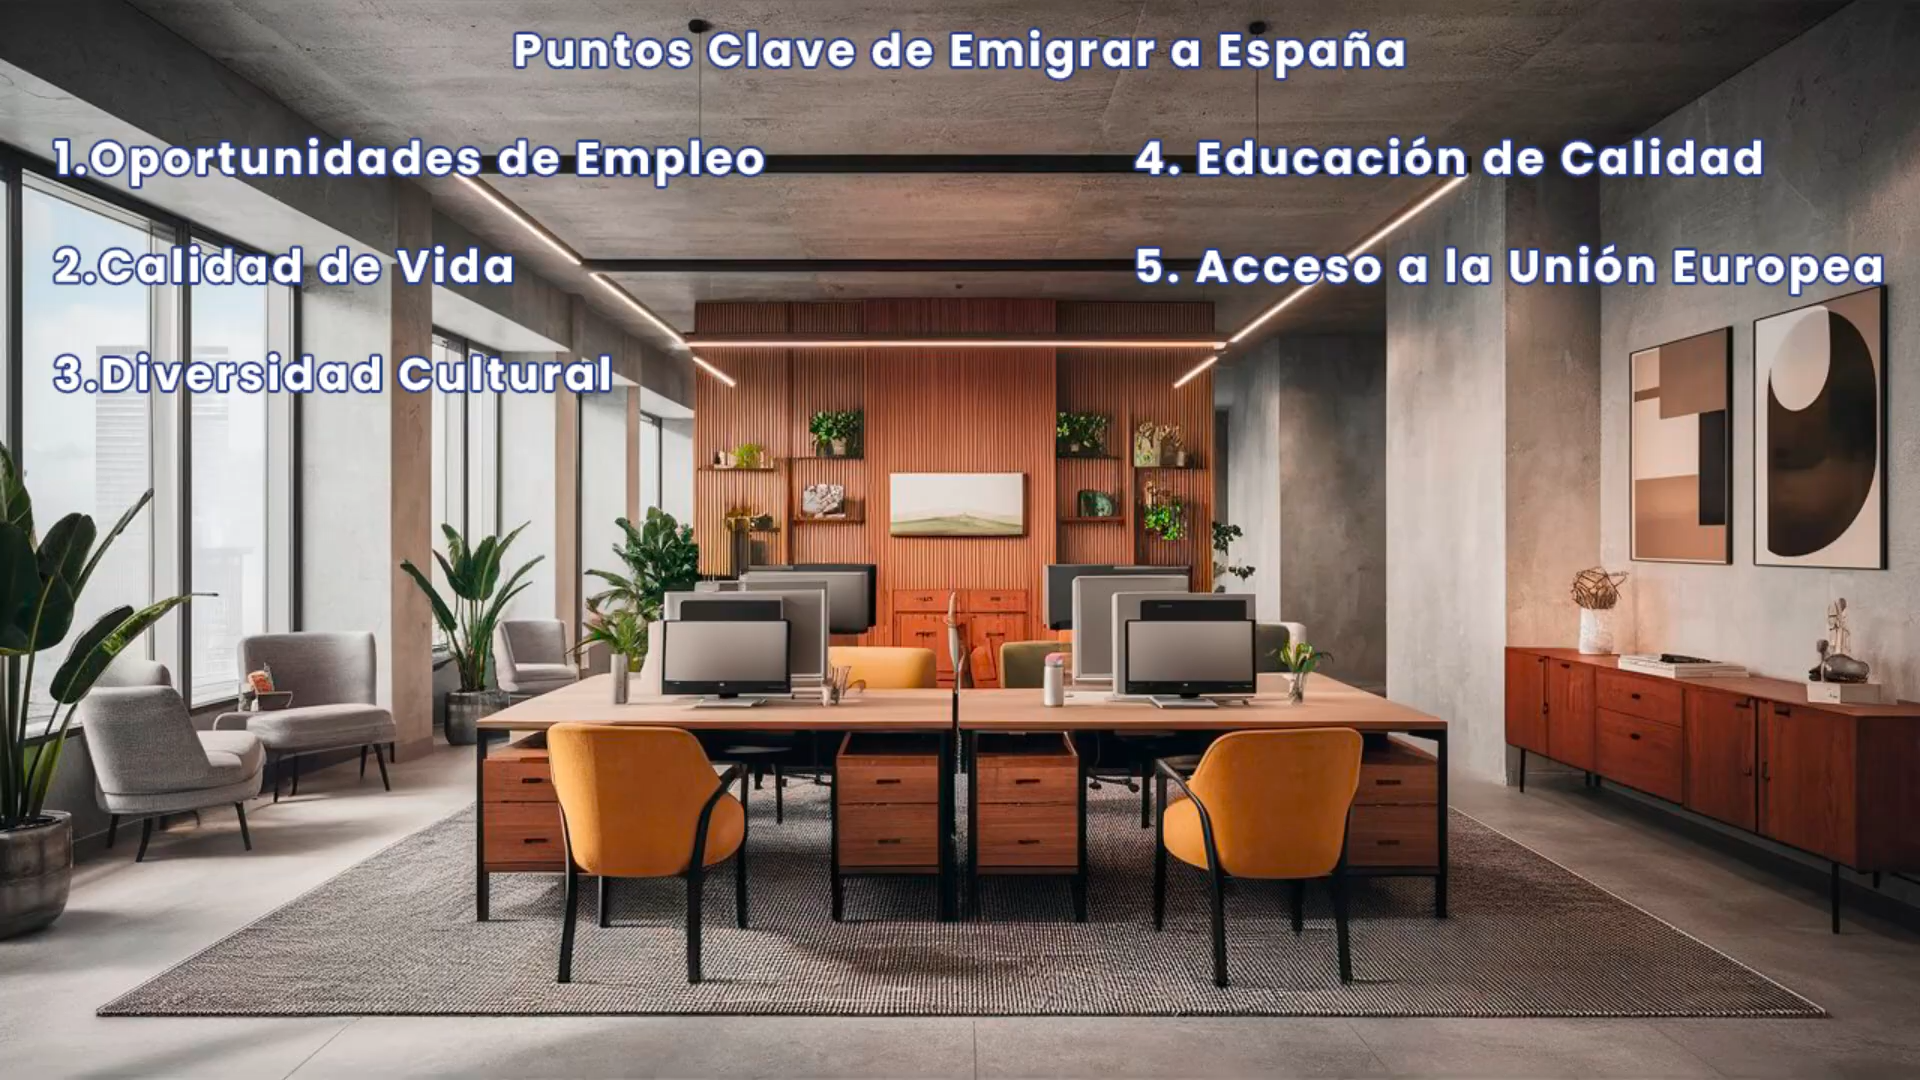 Puntos Clave de Emigrar a España
1.Oportunidades de Empleo
2.Calidad de Vida
3.Diversidad Cultural
4. Educación de Calidad
5. Acceso a la Unión Europea